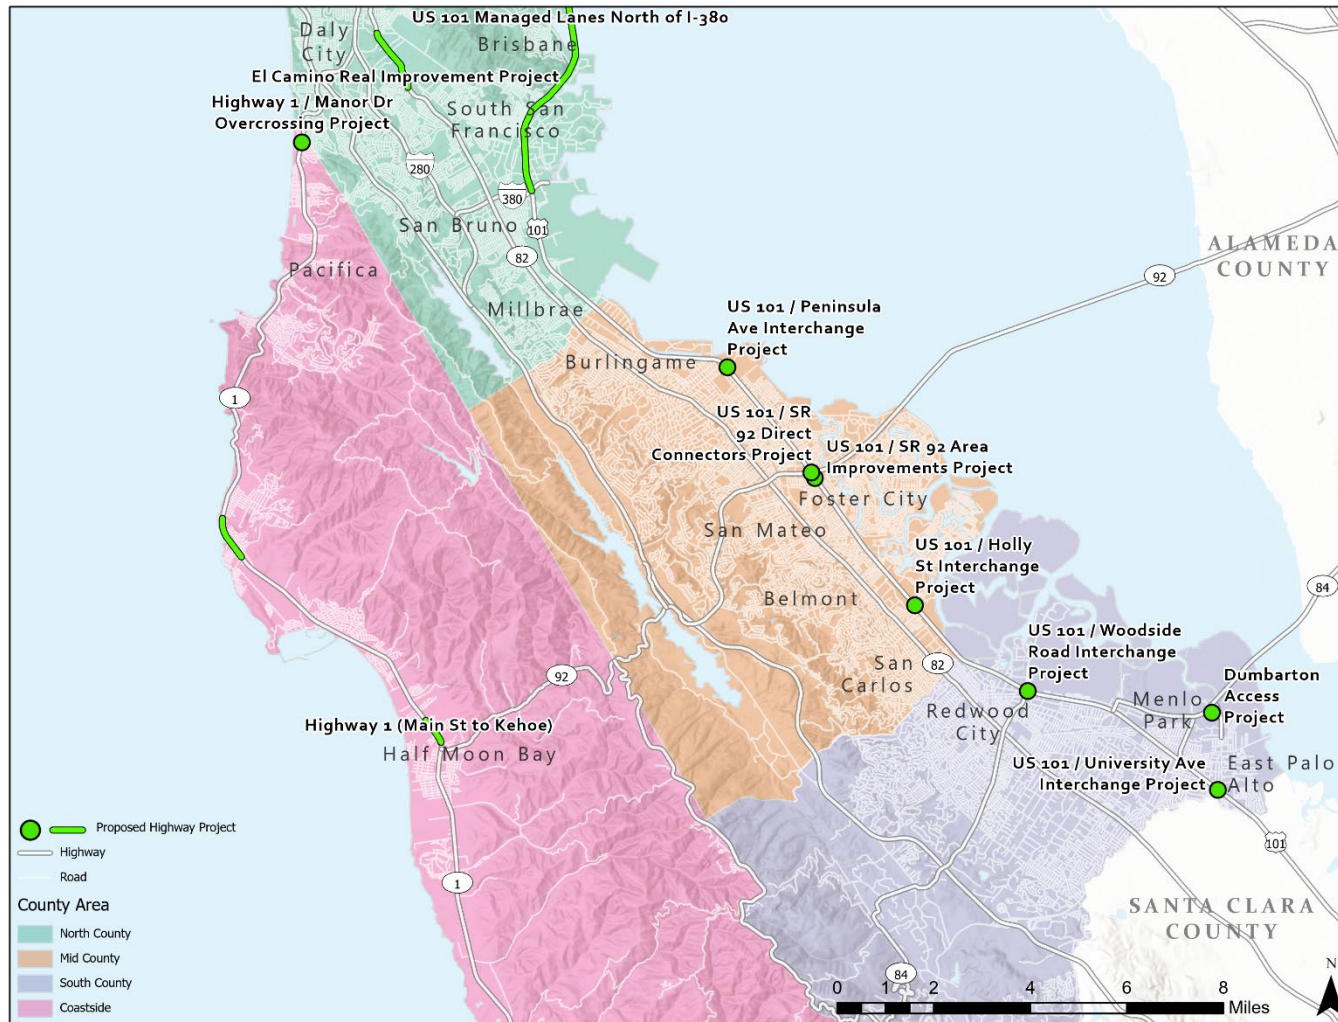 US 101 Managed Lanes North of I-380
Daly
City
Brisbane
El Camino Real Improvement Project
Highway 1 / Manor Dr
Overcrossing Project
South San
Francisco
280
380
San Bruno
101
82
Pacifica
ALAMEDA
COUNTY
92
Millbrae
US 101 / Peninsula
Ave Interchange
Project
Burlingame
1
US 101 / SR
92 Direct
Connectors Project
US 101 / SR 92 Area
Improvements Project
Foster City
San Mateo
US 101 / Holly
St Interchange
Project
Belmont
84
US 101 / Woodside
Road Interchange
Project
San
Carlos
82
92
Dumbarton
Access
Project
Menlo
Park
Redwood
City
Highway 1 (Main St to Kehoe)
Half Moon Bay
US 101 / University Ave
Interchange Project
East Palo
Alto
101
1
SANTA CLARA
COUNTY
84
Proposed Highway Project
Highway
Road
County Area
North County
Mid County
South County
Coastside
N
0 1 2 4 6 8
Miles